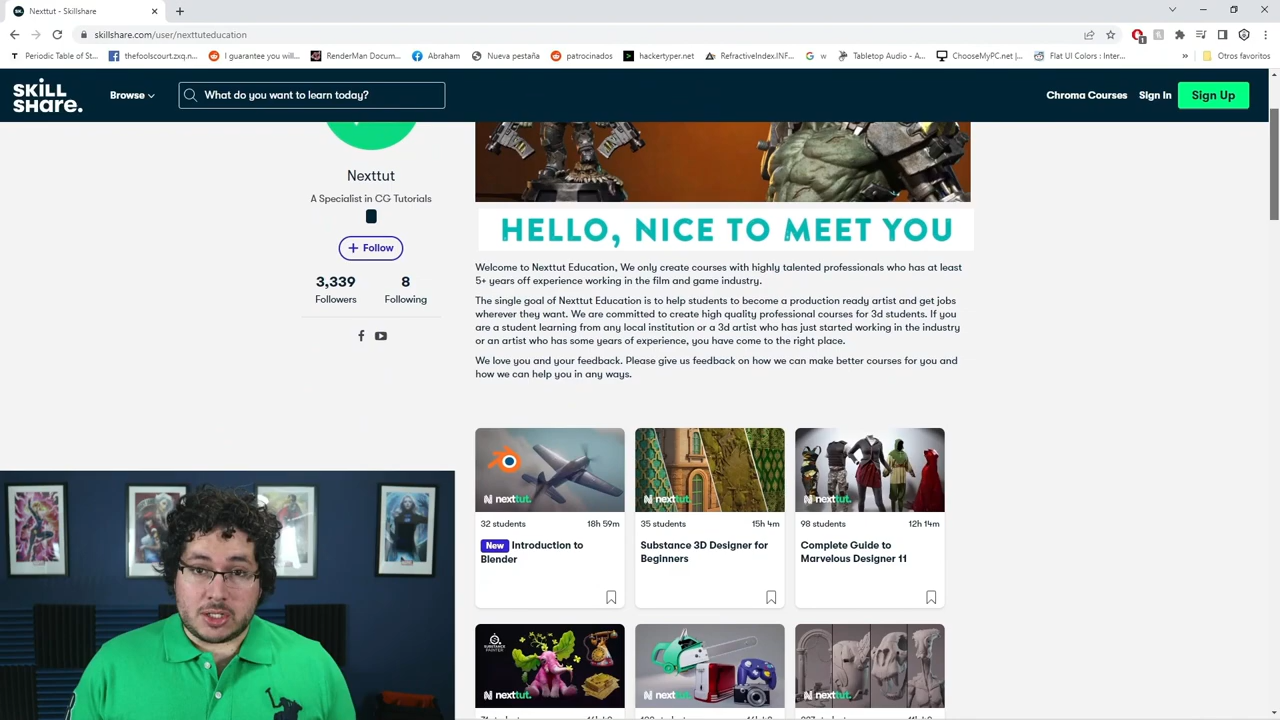 SK. Nexttut - Skillshare
skillshare.com/user/nexttuteducation
Periodic Table of St...
thefoolscourt.zxq.n...
I guarantee you will...
RenderMan Docum...
Abraham
Nueva pestaña
patrocinados
hackertyper.net
RefractiveIndex.INF...
w
Tabletop Audio - A...
ChooseMyPC.net |...
Flat UI Colors : Inter...
Otros favoritos
SKILL
SHARE.
Browse
What do you want to learn today?
Chroma Courses
Sign In
Sign Up
Nexttut
A Specialist in CG Tutorials
+ Follow
3,339
Followers
8
Following
HELLO, NICE TO MEET YOU
Welcome to Nexttut Education, We only create courses with highly talented professionals who has at least
5+ years off experience working in the film and game industry.
The single goal of Nexttut Education is to help students to become a production ready artist and get jobs
wherever they want. We are committed to create high quality professional courses for 3d students. If you
are a student learning from any local institution or a 3d artist who has just started working in the industry
or an artist who has some years of experience, you have come to the right place.
We love you and your feedback. Please give us feedback on how we can make better courses for you and
how we can help you in any ways.
nexttut.
32 students 18h 59m
New Introduction to
Blender
nexttut.
35 students 15h 4m
Substance 3D Designer for
Beginners
nexttut.
98 students 12h 14m
Complete Guide to
Marvelous Designer 11
SUBSTANCE
PAINTER
nexttut.
nexttut.
nexttut.